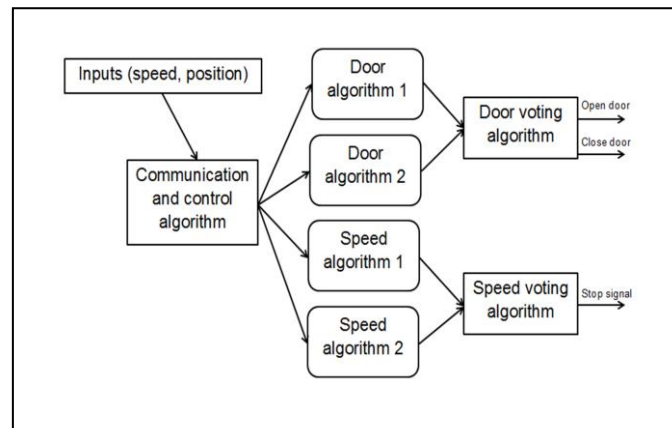 Inputs (speed, position)
Communication
and control
algorithm
Door
algorithm 1
Door
algorithm 2
Speed
algorithm 1
Speed
algorithm 2
Door voting
algorithm
Open door
Close door
Speed voting
algorithm
Stop signal